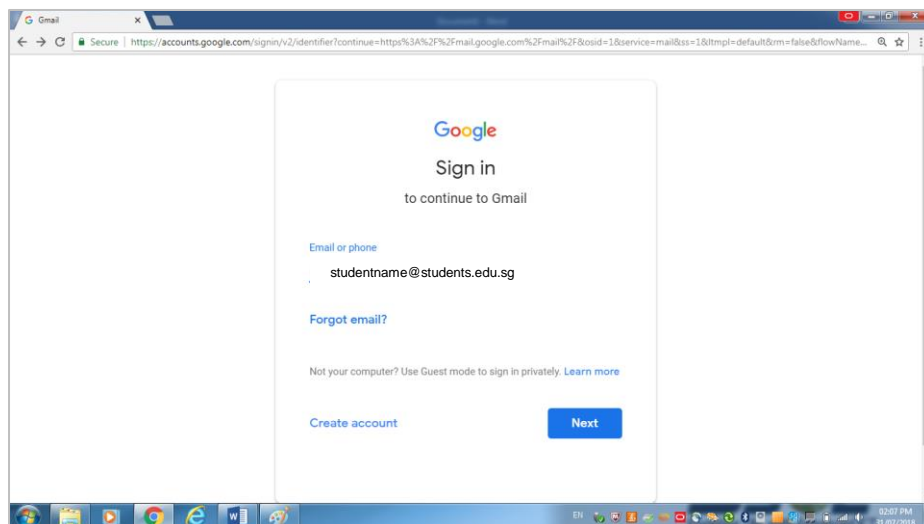 Gmail
Secure https://accounts.google.com/signin/v2/identifier?continue=https%3A%2F%2Fmail.google.com%2Fmail%2F&osid=1&service=mail&ss=1&ltmpl=default&rm=false&flowName...
Google
Sign in
to continue to Gmail
Email or phone
studentname@students.edu.sg
Forgot email?
Not your computer? Use Guest mode to sign in privately. Learn more
Create account
Next
EN
02:07 PM
31/07/2018